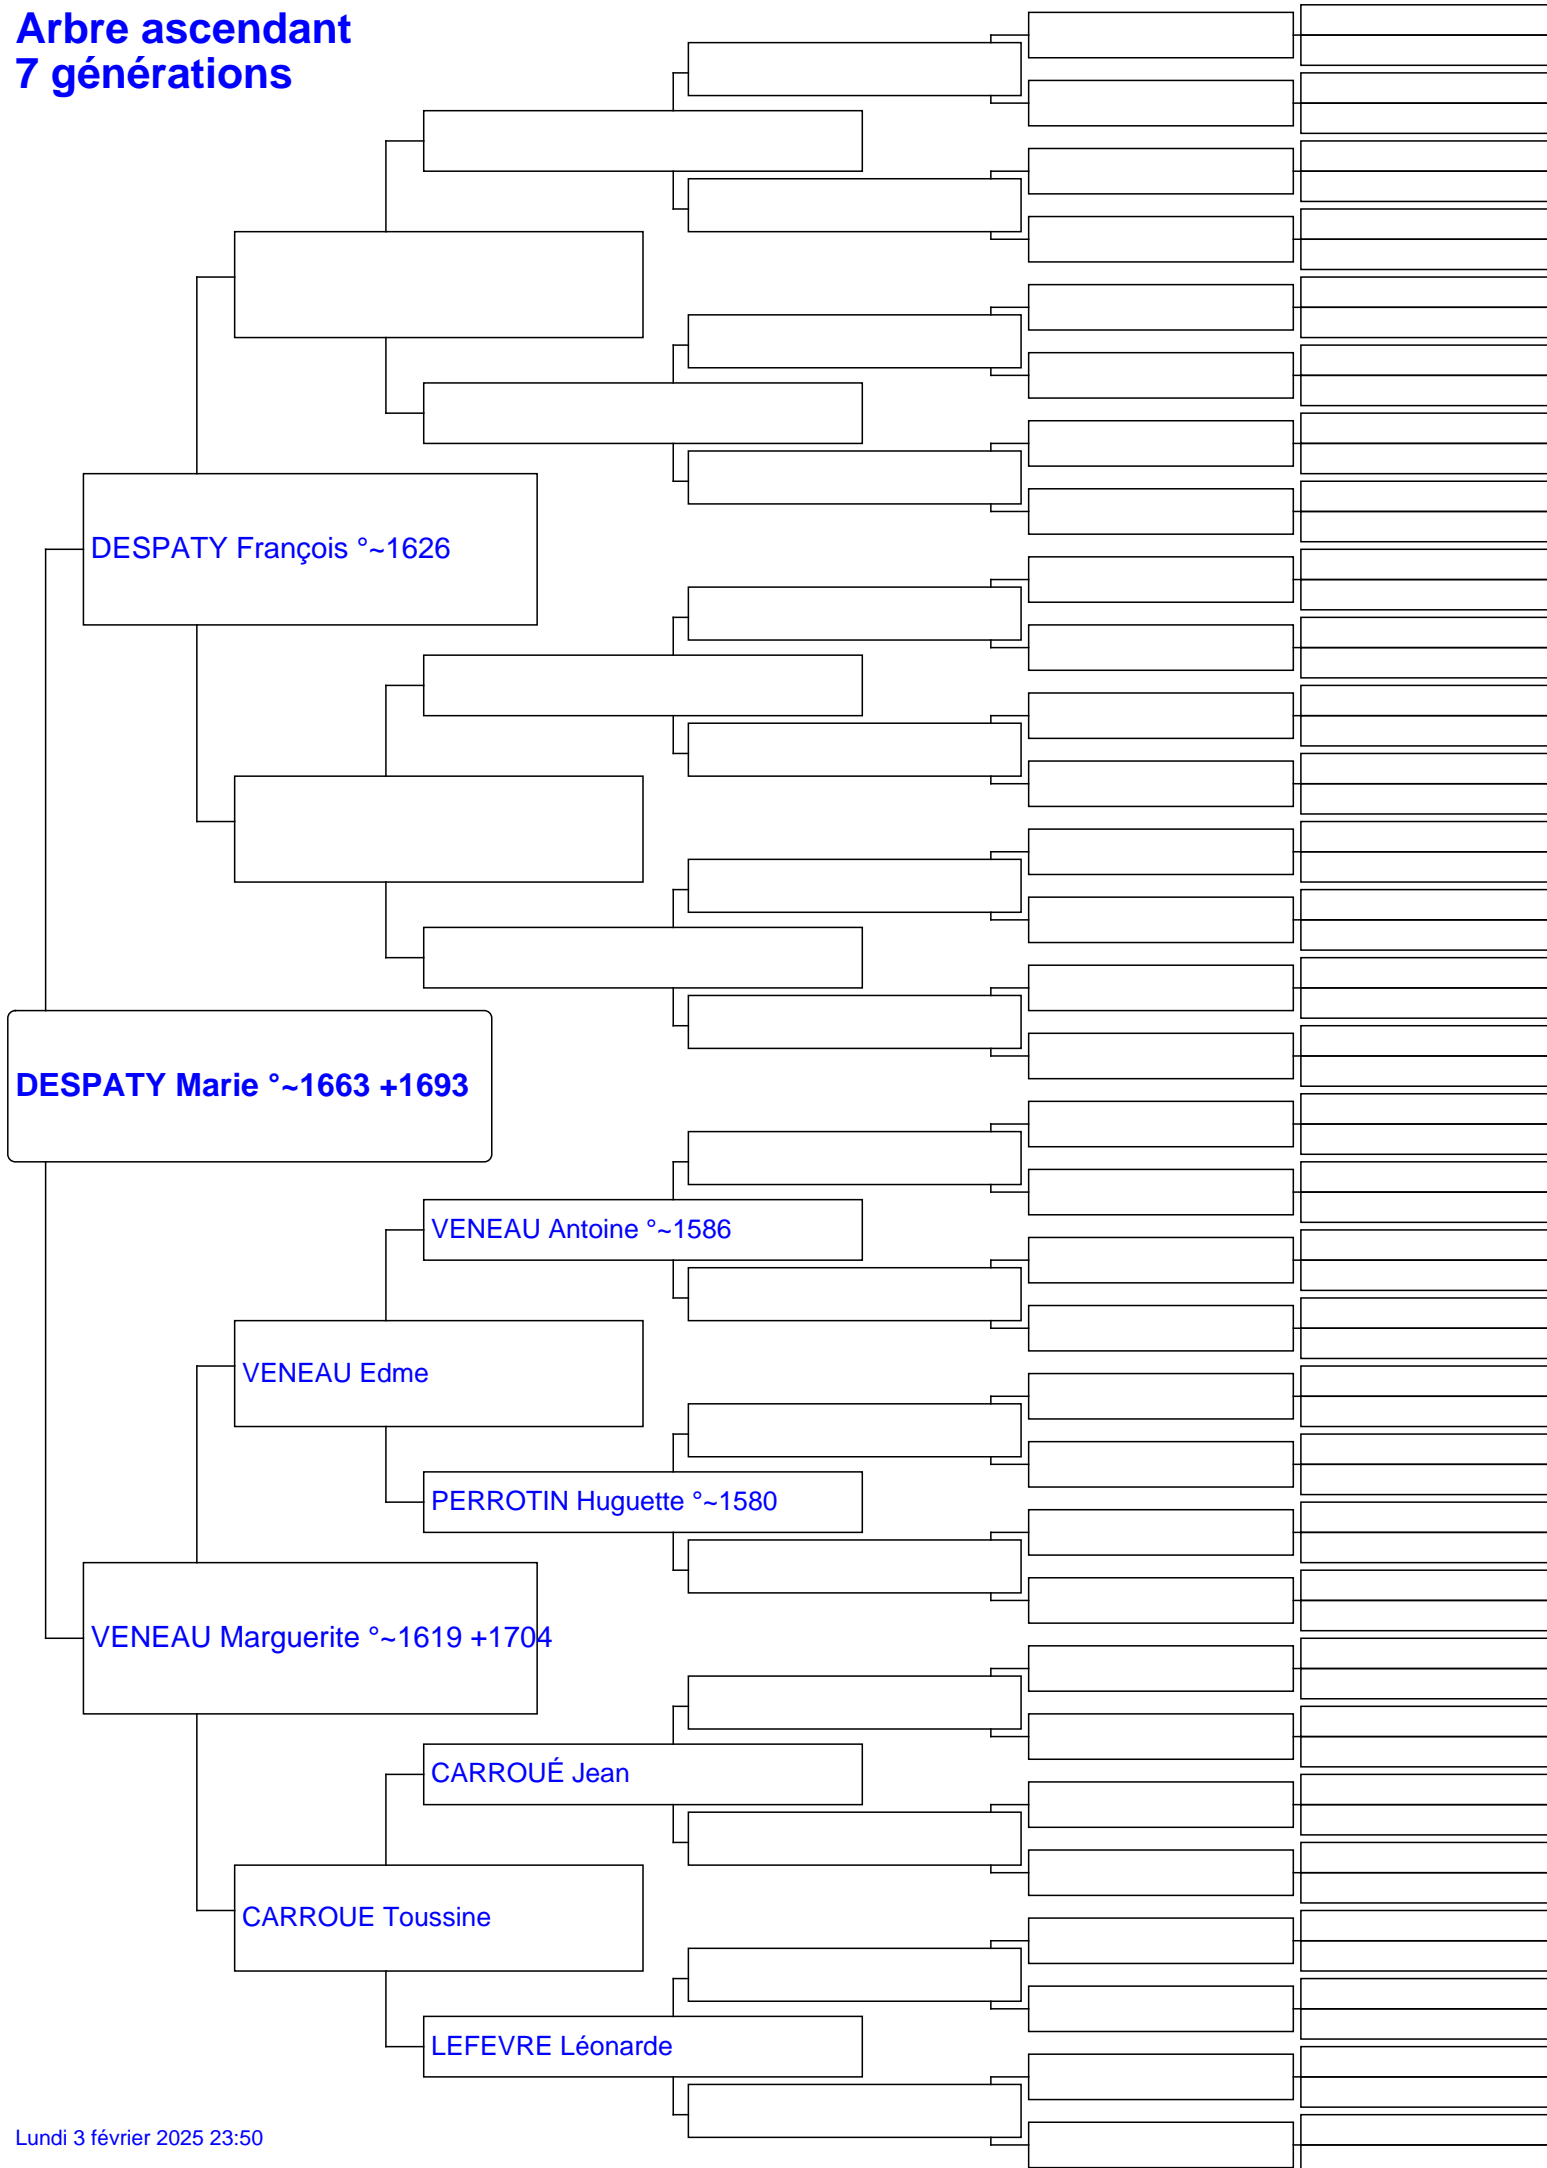 Arbre ascendant
7 générations
DESPATY François °~1626
DESPATY Marie °~1663 +1693
VENEAU Antoine °~1586
VENEAU Edme
PERROTIN Huguette °~1580
VENEAU Marguerite °~1619 +1704
CARROUÉ Jean
CARROUE Toussine
LEFEVRE Léonarde
Lundi 3 février 2025 23:50